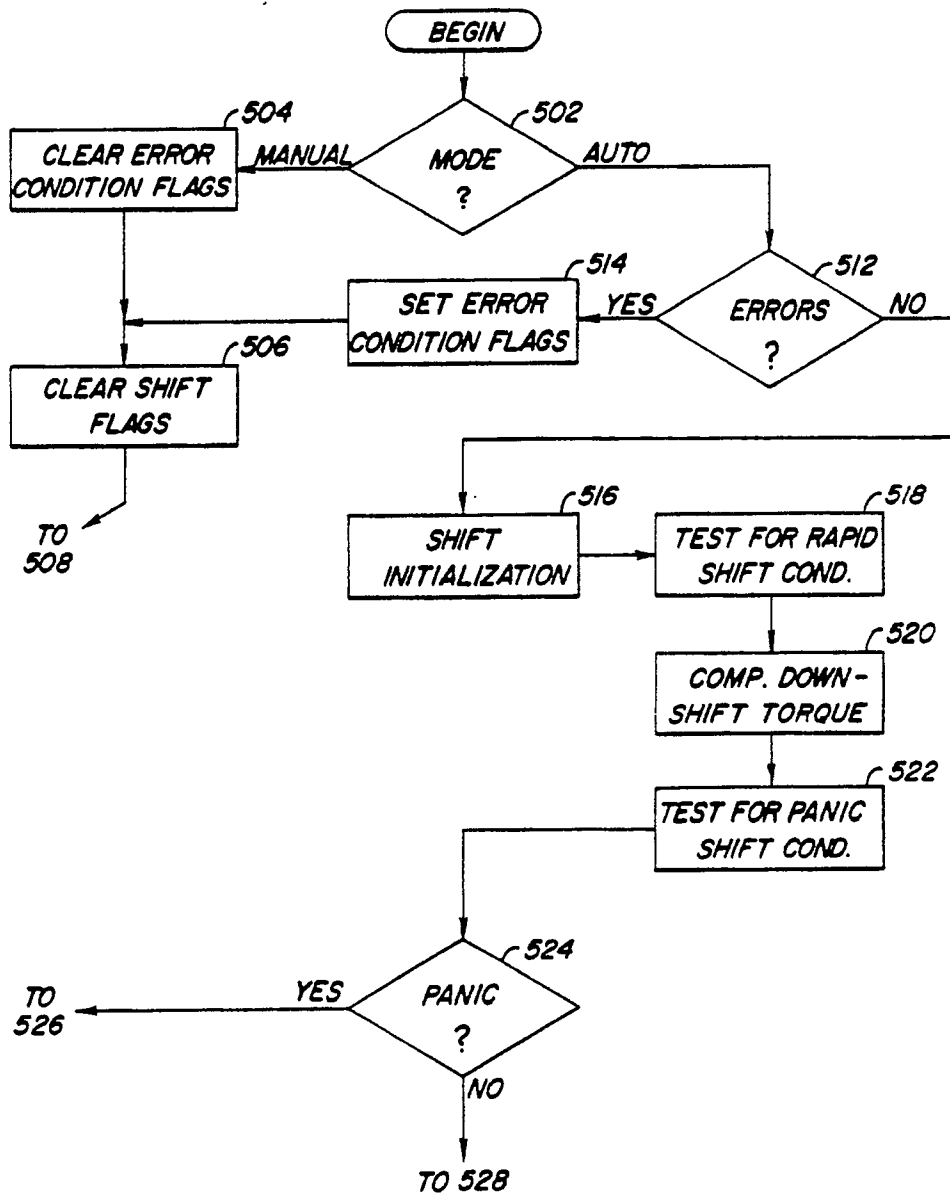 BEGIN
502
MODE
?
MANUAL
AUTO
504
CLEAR ERROR
CONDITION FLAGS
512
ERRORS
?
YES
NO
514
SET ERROR
CONDITION FLAGS
506
CLEAR SHIFT
FLAGS
TO
508
516
SHIFT
INITIALIZATION
518
TEST FOR RAPID
SHIFT COND.
520
COMP. DOWN-
SHIFT TORQUE
522
TEST FOR PANIC
SHIFT COND.
524
PANIC
?
YES
TO
526
NO
TO 528